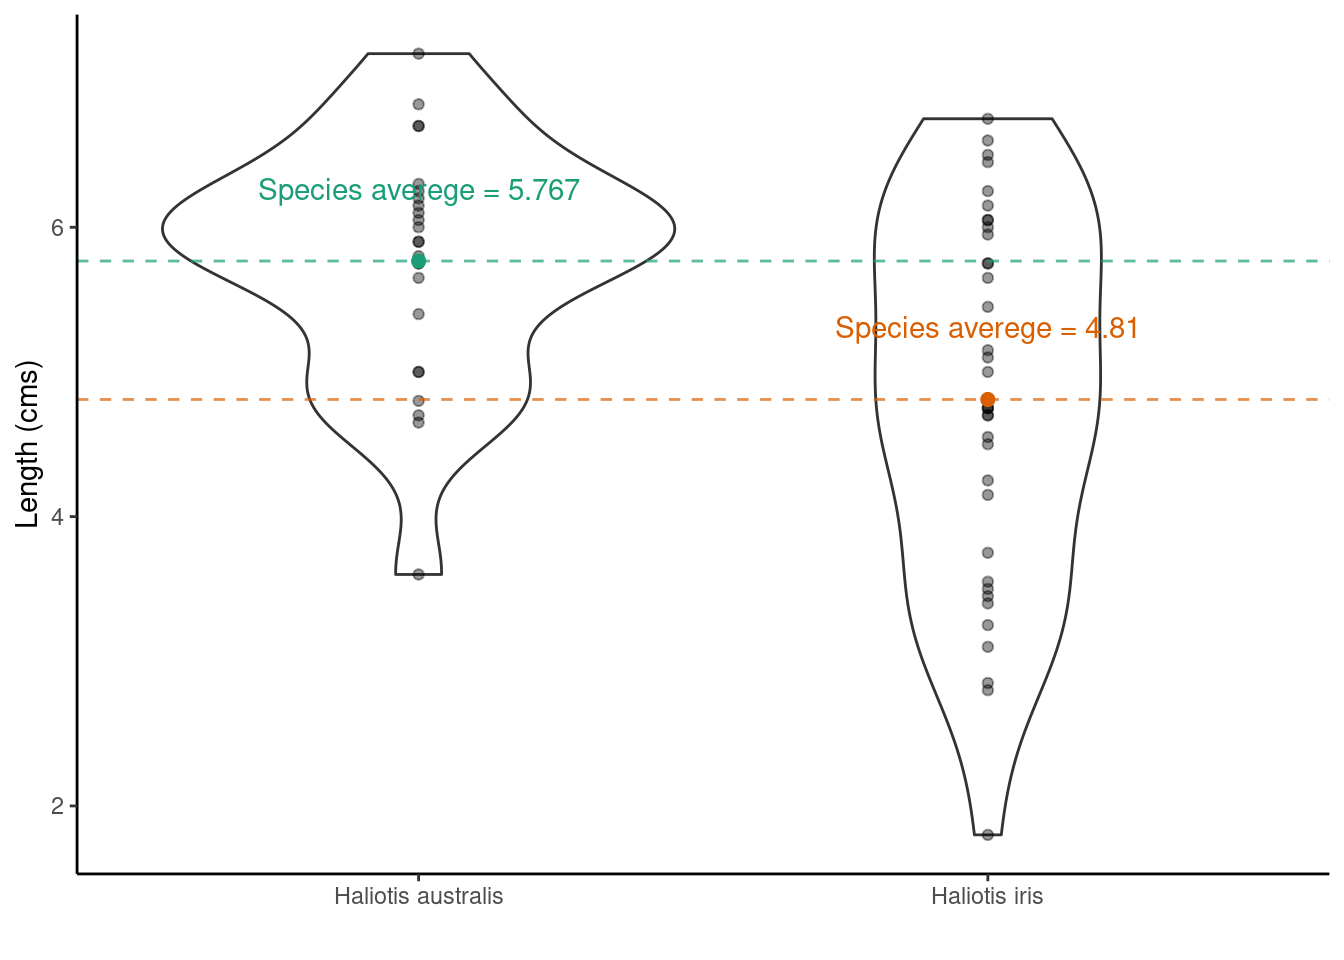 Species averege = 5.767
6
Species averege = 4.81
Length (cms)
4
2
Haliotis australis
Haliotis iris